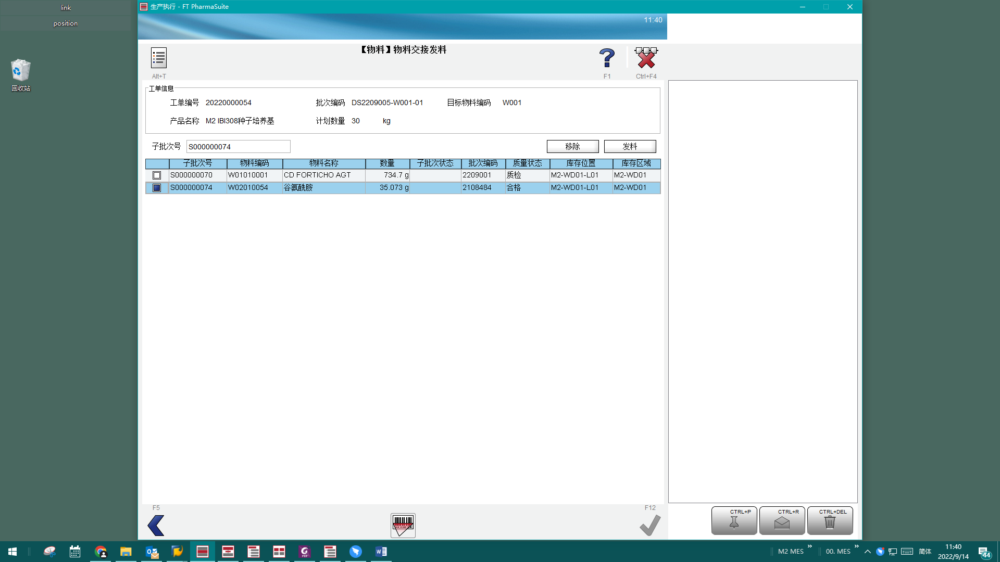 link
position
回收站
生产执行 - FT PharmaSuite
11:40
【物料】物料交接发料
Alt+T
F1
Ctrl+F4
工单信息
工单编号 20220000054 批次编码 DS2209005-W001-01 目标物料编码 W001
产品名称 M2 IBI308种子培养基 计划数量 30 kg
子批次号 S000000074 移除 发料
子批次号 物料编码 物料名称 数量 子批次状态 批次编码 质量状态 库存位置 库存区域
S000000070 W01010001 CD FORTICHO AGT 734.7 g 2209001 质检 M2-WD01-L01 M2-WD01
S000000074 W02010054 谷氨酰胺 35.073 g 2108484 合格 M2-WD01-L01 M2-WD01
F5
F12
CTRL+P
CTRL+R
CTRL+DEL
M2 MES
00. MES
简体
11:40
2022/9/14
44